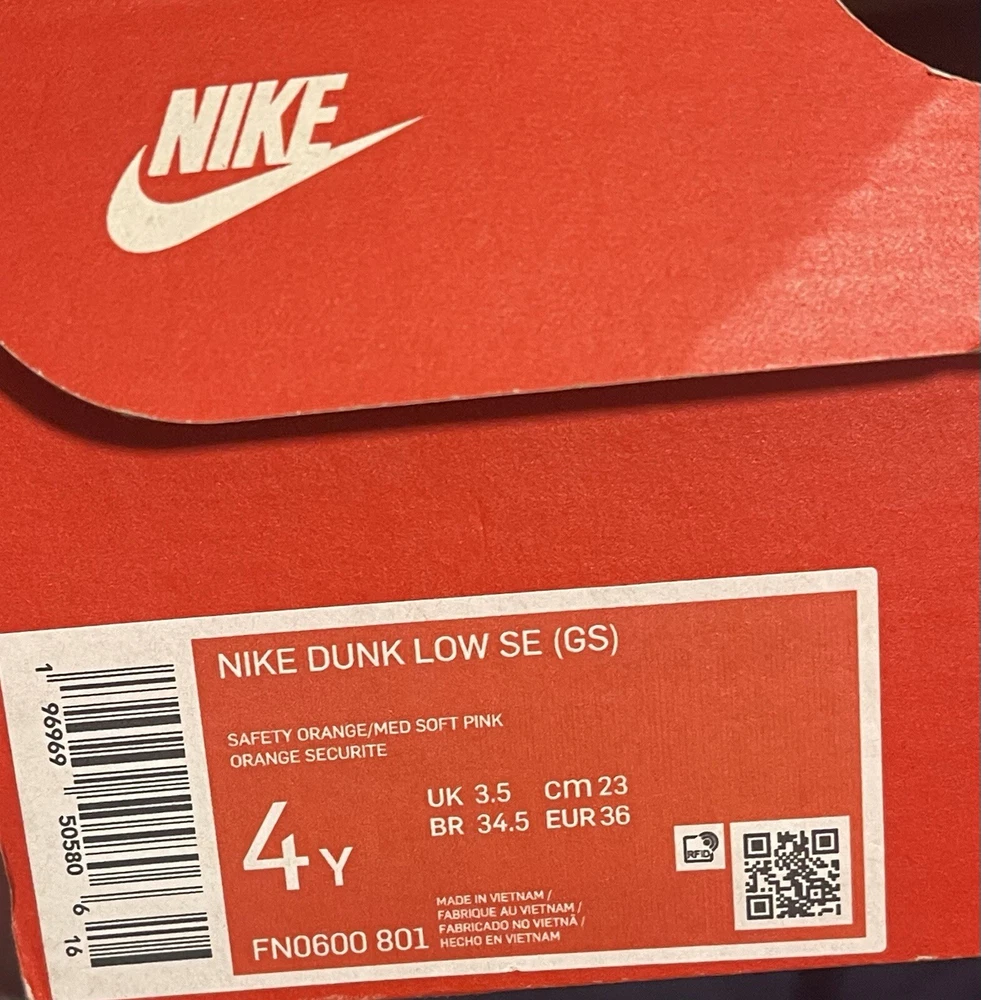 NIKE
NIKE DUNK LOW SE (GS)
SAFETY ORANGE/MED SOFT PINK
ORANGE SECURITE
UK 3.5 cm 23
BR 34.5 EUR 36
4 Y
MADE IN VIETNAM /
FABRIQUE AU VIETNAM /
FABRICADO NO VIETNÃ /
HECHO EN VIETNAM
FN0600 801
RFID
1 96969 50580 6 16